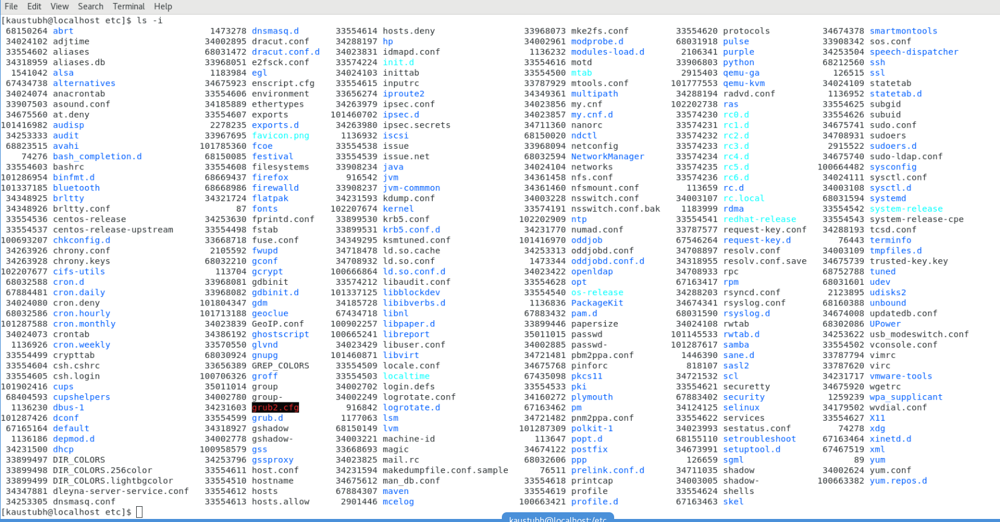 File Edit View Search Terminal Help
[kaustubh@localhost etc]$ ls -i
68150264 abrt 1473278 dnsmasq.d 33554614 hosts.deny 33968073 mke2fs.conf 33554620 protocols 34674378 smartmontools
34024102 adjtime 34002895 dracut.conf 34288197 hp 34002961 modprobe.d 68031918 pulse 33908342 sos.conf
33554602 aliases 68031472 dracut.conf.d 34023831 idmapd.conf 1136232 modules-load.d 2106341 purple 34253504 speech-dispatcher
34318959 aliases.db 33968051 e2fsck.conf 33574224 init.d 33554616 motd 33906803 python 68212560 ssh
1541042 alsa 1183984 egl 34024103 inittab 33554500 mtab 2915403 qemu-ga 126515 ssl
67434738 alternatives 34675923 enscript.cfg 33554615 inputrc 33787929 mtools.conf 101777553 qemu-kvm 34024109 statetab
34024074 anacrontab 33554606 environment 33656274 iproute2 34349361 multipath 34288194 radvd.conf 1136952 statetab.d
33907503 asound.conf 34185889 ethertypes 34263979 ipsec.conf 34023856 my.cnf 102202738 ras 33554625 subgid
34675560 at.deny 33554607 exports 101460702 ipsec.d 34023857 my.cnf.d 33574230 rc0.d 33554626 subuid
101416982 audisp 2278235 exports.d 34263980 ipsec.secrets 34711360 nanorc 33574231 rc1.d 34675741 sudo.conf
34253333 audit 33967695 favicon.png 1136932 iscsi 68150020 ndctl 33574232 rc2.d 34708931 sudoers
68823515 avahi 101785360 fcoe 33554538 issue 33968094 netconfig 33574233 rc3.d 2915522 sudoers.d
74276 bash_completion.d 68150085 festival 33554539 issue.net 68032594 NetworkManager 33574234 rc4.d 34675740 sudo-ldap.conf
33554603 bashrc 33554608 filesystems 33908234 java 34024104 networks 33574235 rc5.d 100664482 sysconfig
101286954 binfmt.d 68669437 firefox 916542 jvm 34361458 nfs.conf 33574236 rc6.d 34024111 sysctl.conf
101337185 bluetooth 68668986 firewalld 33908237 jvm-commmon 34361460 nfsmount.conf 113659 rc.d 34003108 sysctl.d
34348925 brltty 34321724 flatpak 34231593 kdump.conf 34003228 nsswitch.conf 34003107 rc.local 68031594 systemd
34348926 brltty.conf 87 fonts 102207674 kernel 33574191 nsswitch.conf.bak 1183999 rdma 33554542 system-release
33554536 centos-release 34253630 fprintd.conf 33899530 krb5.conf 102202909 ntp 33554541 redhat-release 33554543 system-release-cpe
33554537 centos-release-upstream 33554498 fstab 33899531 krb5.conf.d 34231770 numad.conf 33787577 request-key.conf 34288193 tcsd.conf
100693207 chkconfig.d 33668718 fuse.conf 34349295 ksmtuned.conf 101416970 oddjob 67546264 request-key.d 76443 terminfo
34263926 chrony.conf 2105592 fwupd 34718478 ld.so.cache 34253313 oddjobd.conf 34708897 resolv.conf 34003109 tmpfiles.d
34263928 chrony.keys 68032210 gconf 34708932 ld.so.conf 1473344 oddjobd.conf.d 34318955 resolv.conf.save 34675739 trusted-key.key
102207677 cifs-utils 113704 gcrypt 100666864 ld.so.conf.d 34023422 openldap 34708933 rpc 68752788 tuned
68032588 cron.d 33968081 gdbinit 33574212 libaudit.conf 33554628 opt 67163417 rpm 68031601 udev
67884481 cron.daily 33968082 gdbinit.d 101337125 libblockdev 33554540 os-release 34288203 rsyncd.conf 2123895 udisks2
34024080 cron.deny 101804347 gdm 34185728 libibverbs.d 1136836 PackageKit 34674341 rsyslog.conf 68160388 unbound
68032586 cron.hourly 101713188 geoclue 67434718 libnl 67883432 pam.d 68031590 rsyslog.d 34674008 updatedb.conf
101287588 cron.monthly 34023839 GeoIP.conf 100902257 libpaper.d 33899446 papersize 34024108 rwtab 68302086 UPower
34024073 crontab 34386192 ghostscript 100665241 libreport 35011015 passwd 101145533 rwtab.d 34253622 usb_modeswitch.conf
1136926 cron.weekly 33570550 glvnd 34023429 libuser.conf 34002885 passwd- 101287617 samba 33554502 vconsole.conf
33554499 crypttab 68030924 gnupg 101460871 libvirt 34721481 pbm2ppa.conf 1446390 sane.d 33787794 vimrc
33554604 csh.cshrc 33656389 GREP_COLORS 33554509 locale.conf 34675768 pinforc 818107 sasl2 33787620 virc
33554605 csh.login 100706326 groff 33554503 localtime 67435098 pkcs11 34721532 scl 34231717 vmware-tools
101902416 cups 35011014 group 34002702 login.defs 33554533 pki 33554621 securetty 34675920 wgetrc
68404593 cupshelpers 34002780 group- 34002249 logrotate.conf 34160272 plymouth 67883402 security 1259239 wpa_supplicant
1136230 dbus-1 34231603 grub2.cfg 916842 logrotate.d 67163462 pm 34124125 selinux 34179502 wvdial.conf
101287426 dconf 33554599 grub.d 1177063 lsm 34721482 pnm2ppa.conf 33554622 services 33554627 X11
67165164 default 34318927 gshadow 68150149 lvm 101287309 polkit-1 34023993 sestatus.conf 74278 xdg
1136186 depmod.d 34002778 gshadow- 34003221 machine-id 113647 popt.d 68155110 setroubleshoot 67163464 xinetd.d
34231500 dhcp 100958579 gss 33668693 magic 34674122 postfix 34673991 setuptool.d 67467519 xml
33899497 DIR_COLORS 34253796 gssproxy 34023825 mail.rc 68032606 ppp 126659 sgml 89 yum
33899498 DIR_COLORS.256color 33554611 host.conf 34231594 makedumpfile.conf.sample 76511 prelink.conf.d 34711035 shadow 34002624 yum.conf
33899499 DIR_COLORS.lightbgcolor 33554510 hostname 34675612 man_db.conf 33554618 printcap 34003005 shadow- 100663382 yum.repos.d
34347881 dleyna-server-service.conf 33554612 hosts 67884307 maven 33554619 profile 33554624 shells
34253305 dnsmasq.conf 33554613 hosts.allow 2901446 mcelog 100663421 profile.d 67163463 skel
[kaustubh@localhost etc]$
kaustubh@localhost:/etc